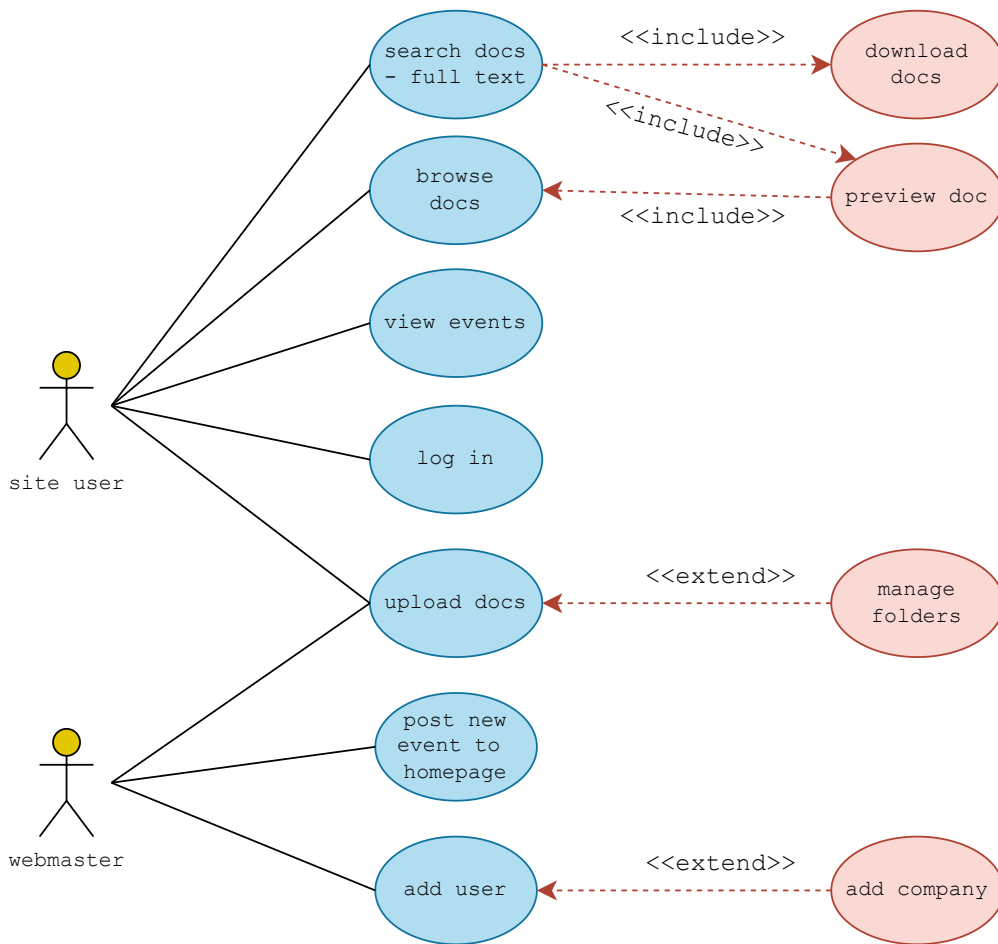 search docs
- full text
<<include>>
download
docs
<<include>>
browse
docs
<<include>>
preview doc
view events
log in
site user
upload docs
<<extend>>
manage
folders
post new
event to
homepage
webmaster
add user
<<extend>>
add company